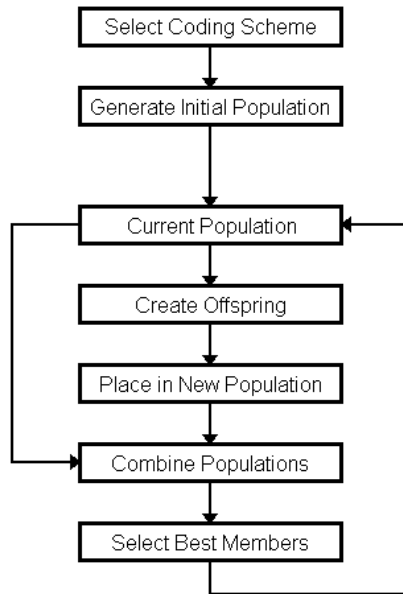 Select Coding Scheme
Generate Initial Population
Current Population
Create Offspring
Place in New Population
Combine Populations
Select Best Members